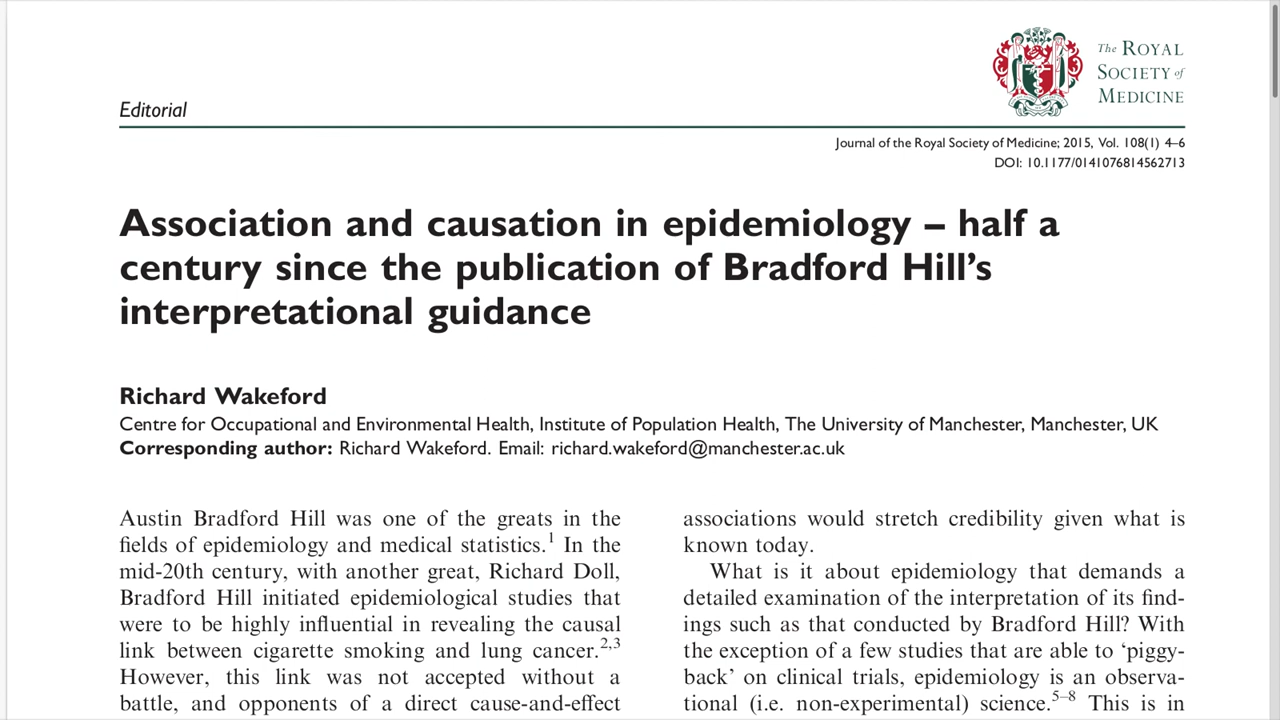 The ROYAL
SOCIETY of
MEDICINE
Editorial
Journal of the Royal Society of Medicine; 2015, Vol. 108(1) 4–6
DOI: 10.1177/0141076814562713
Association and causation in epidemiology – half a
century since the publication of Bradford Hill’s
interpretational guidance
Richard Wakeford
Centre for Occupational and Environmental Health, Institute of Population Health, The University of Manchester, Manchester, UK
Corresponding author: Richard Wakeford. Email: richard.wakeford@manchester.ac.uk
Austin Bradford Hill was one of the greats in the
fields of epidemiology and medical statistics.1 In the
mid-20th century, with another great, Richard Doll,
Bradford Hill initiated epidemiological studies that
were to be highly influential in revealing the causal
link between cigarette smoking and lung cancer.2,3
However, this link was not accepted without a
battle, and opponents of a direct cause-and-effect
associations would stretch credibility given what is
known today.
What is it about epidemiology that demands a
detailed examination of the interpretation of its find-
ings such as that conducted by Bradford Hill? With
the exception of a few studies that are able to ‘piggy-
back’ on clinical trials, epidemiology is an observa-
tional (i.e. non-experimental) science.5–8 This is in